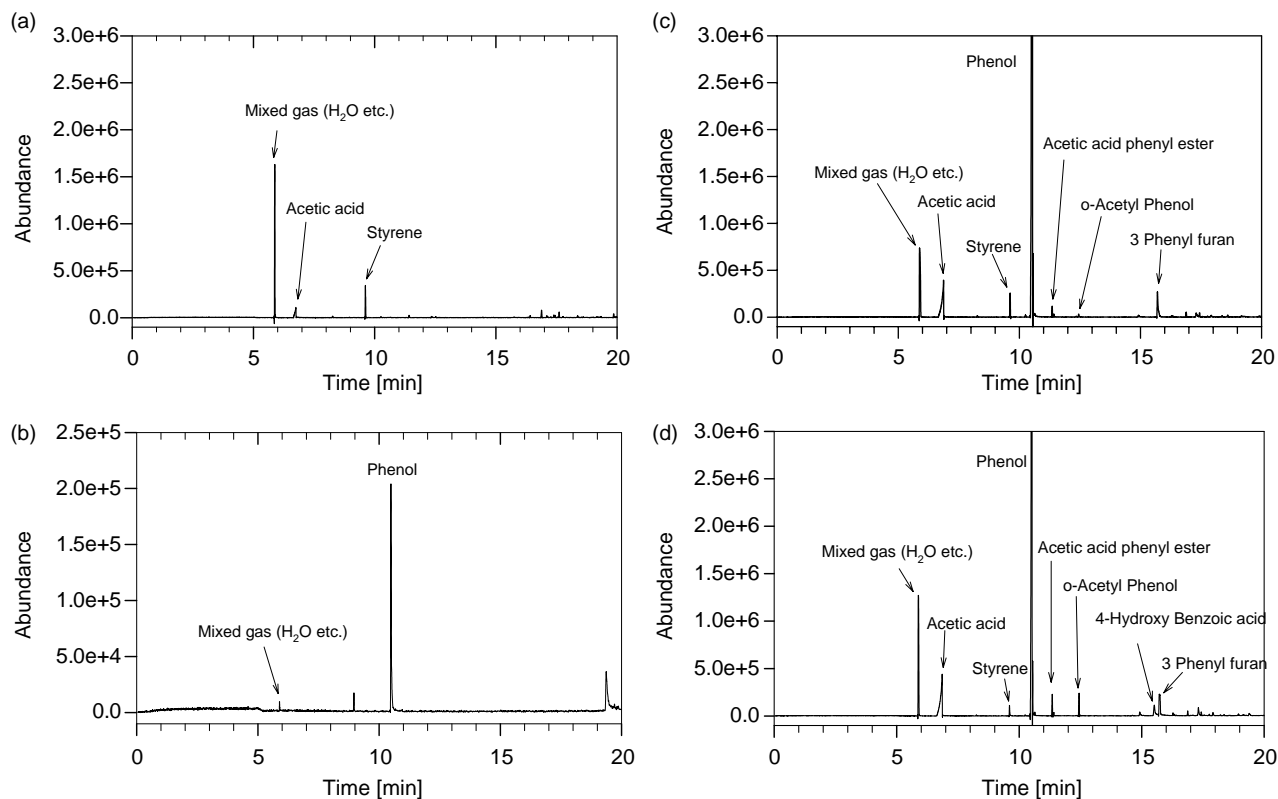 (a)
3.0e+6
2.5e+6
2.0e+6
1.5e+6
1.0e+6
5.0e+5
0.0
Abundance
Mixed gas (H₂O etc.)
Acetic acid
Styrene
0 5 10 15 20
Time [min]
(c)
3.0e+6
2.5e+6
2.0e+6
1.5e+6
1.0e+6
5.0e+5
0.0
Abundance
Phenol
Acetic acid phenyl ester
Mixed gas (H₂O etc.)
Acetic acid
o-Acetyl Phenol
Styrene
3 Phenyl furan
0 5 10 15 20
Time [min]
(b)
2.5e+5
2.0e+5
1.5e+5
1.0e+5
5.0e+4
0.0
Abundance
Phenol
Mixed gas (H₂O etc.)
0 5 10 15 20
Time [min]
(d)
3.0e+6
2.5e+6
2.0e+6
1.5e+6
1.0e+6
5.0e+5
0.0
Abundance
Phenol
Mixed gas (H₂O etc.)
Acetic acid phenyl ester
o-Acetyl Phenol
4-Hydroxy Benzoic acid
Acetic acid
Styrene
3 Phenyl furan
0 5 10 15 20
Time [min]